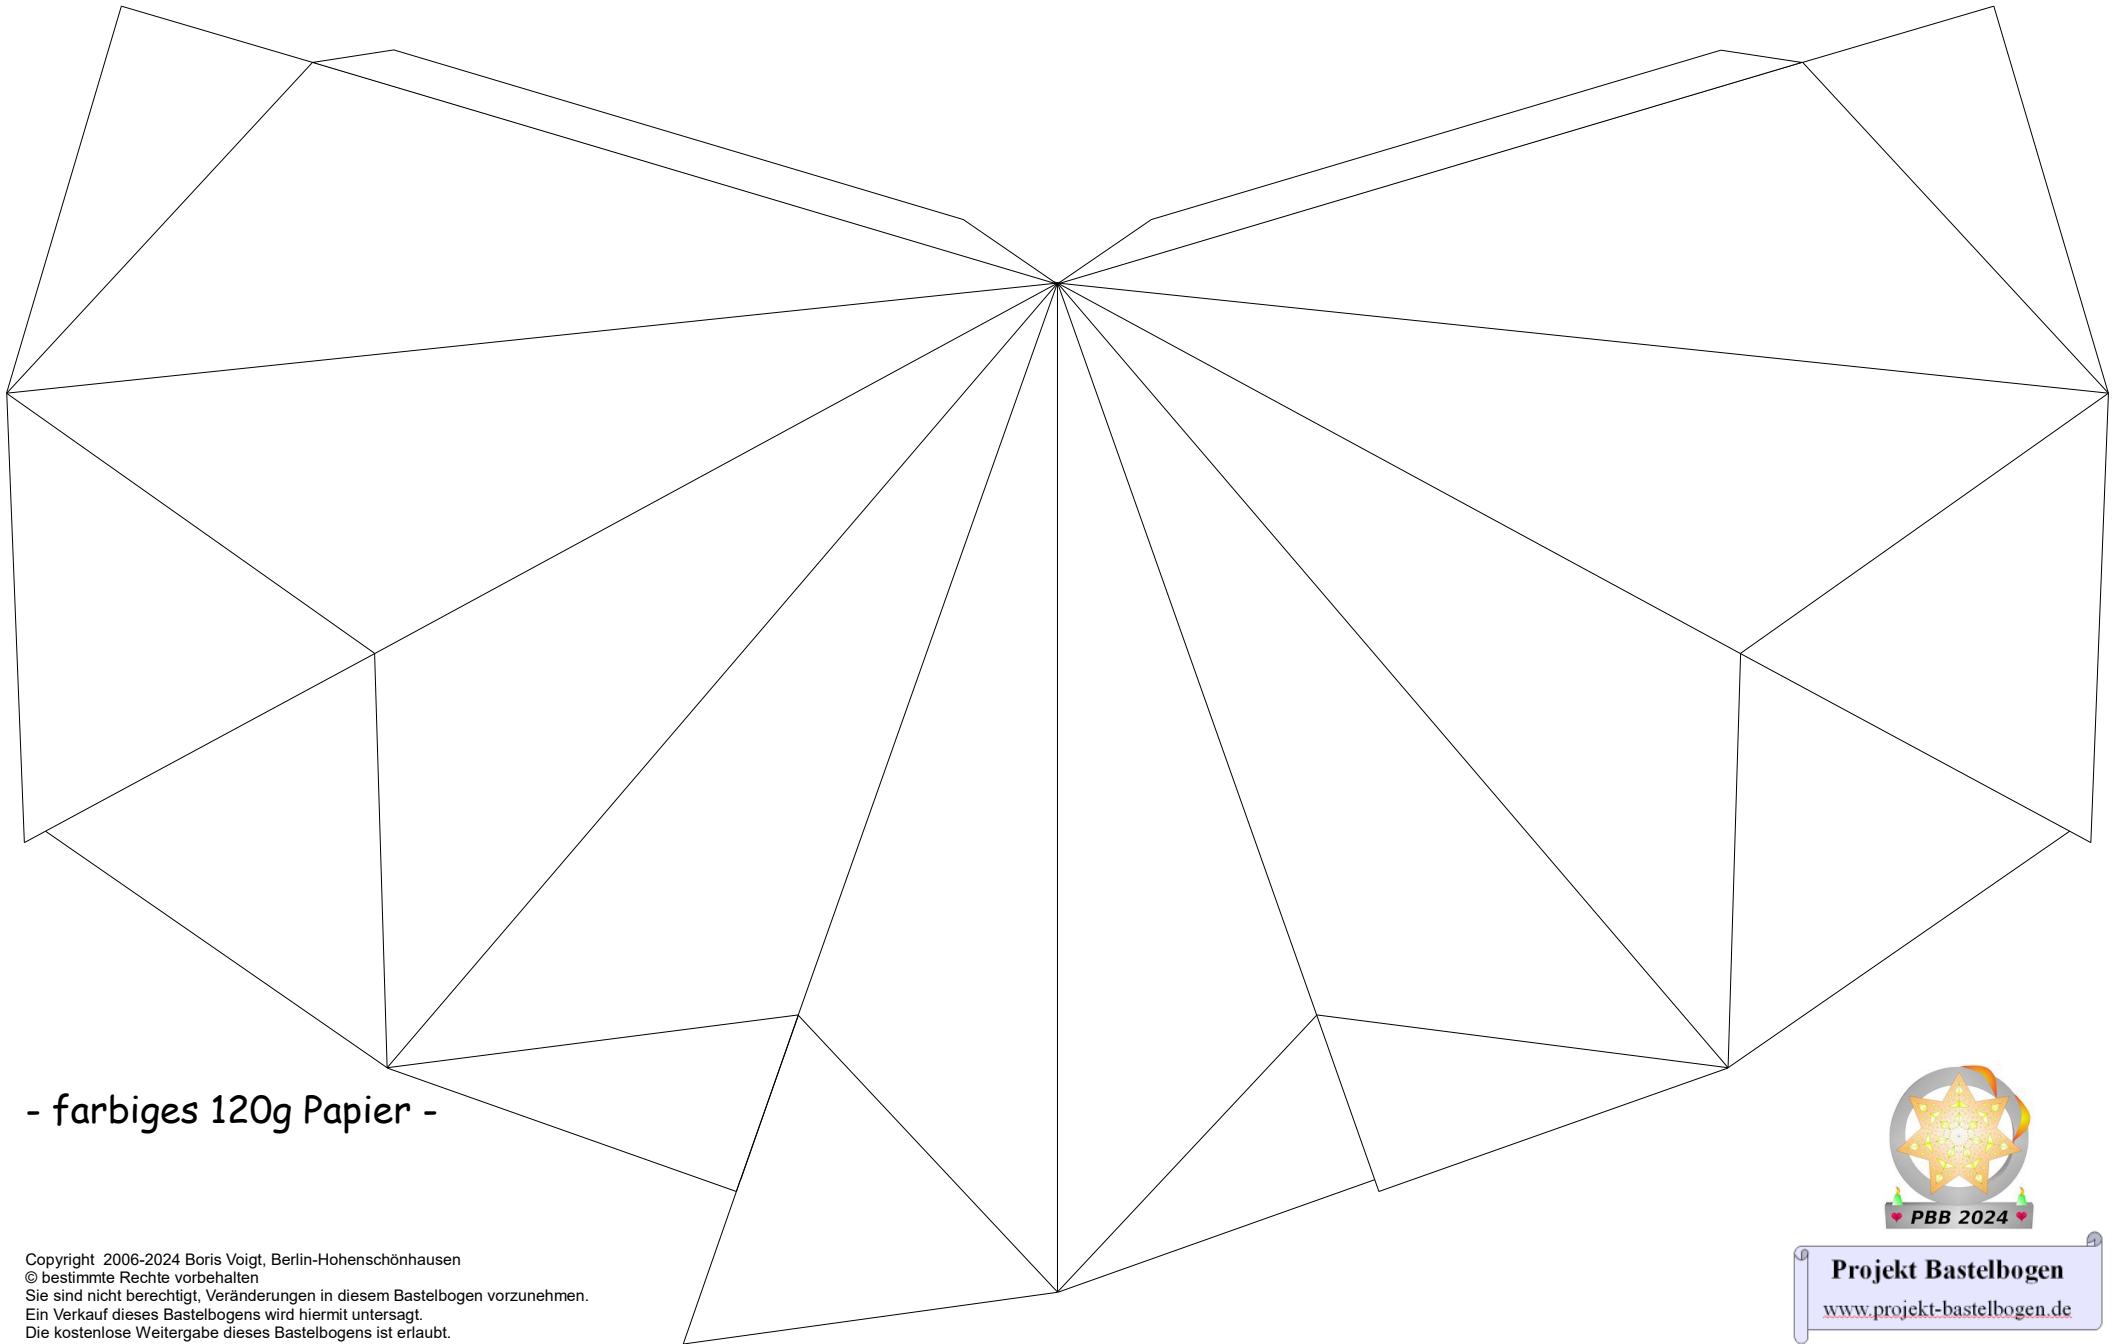 - farbiges 120g Papier -
PBB 2024
Copyright 2006-2024 Boris Voigt, Berlin-Hohenschönhausen
© bestimmte Rechte vorbehalten
Sie sind nicht berechtigt, Veränderungen in diesem Bastelbogen vorzunehmen.
Ein Verkauf dieses Bastelbogens wird hiermit untersagt.
Die kostenlose Weitergabe dieses Bastelbogens ist erlaubt.
Projekt Bastelbogen
www.projekt-bastelbogen.de